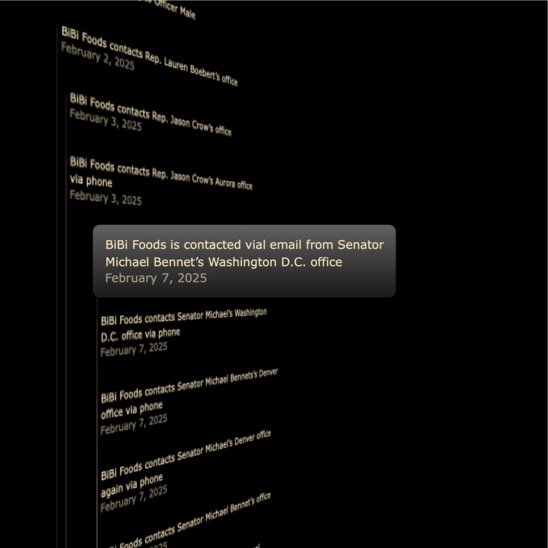 Officer Male
BiBi Foods contacts Rep. Lauren Boebert's office
February 2, 2025
BiBi Foods contacts Rep. Jason Crow's office
February 3, 2025
BiBi Foods contacts Rep. Jason Crow's Aurora office
via phone
February 3, 2025
BiBi Foods is contacted vial email from Senator
Michael Bennet’s Washington D.C. office
February 7, 2025
BiBi Foods contacts Senator Michael's Washington
D.C. office via phone
February 7, 2025
BiBi Foods contacts Senator Michael Bennets's Denver
office via phone
February 7, 2025
BiBi Foods contacts Senator Michael's Denver office
again via phone
February 7, 2025
BiBi Foods contacts Senator Michael Bennet's office
2025